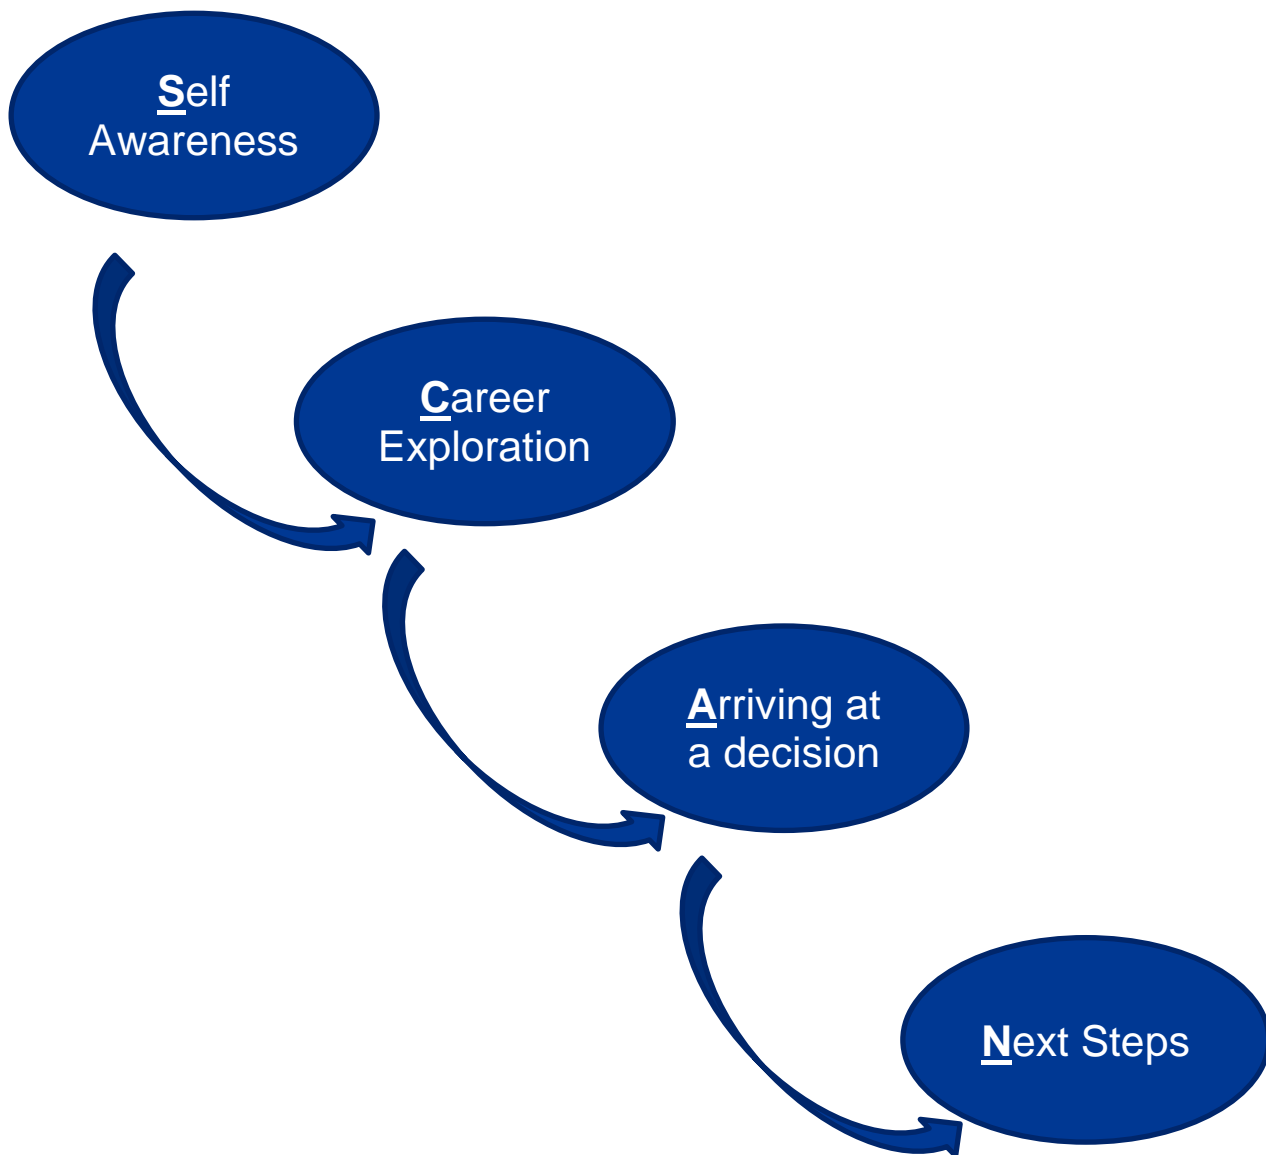 Self
Awareness
Career
Exploration
Arriving at
a decision
Next Steps